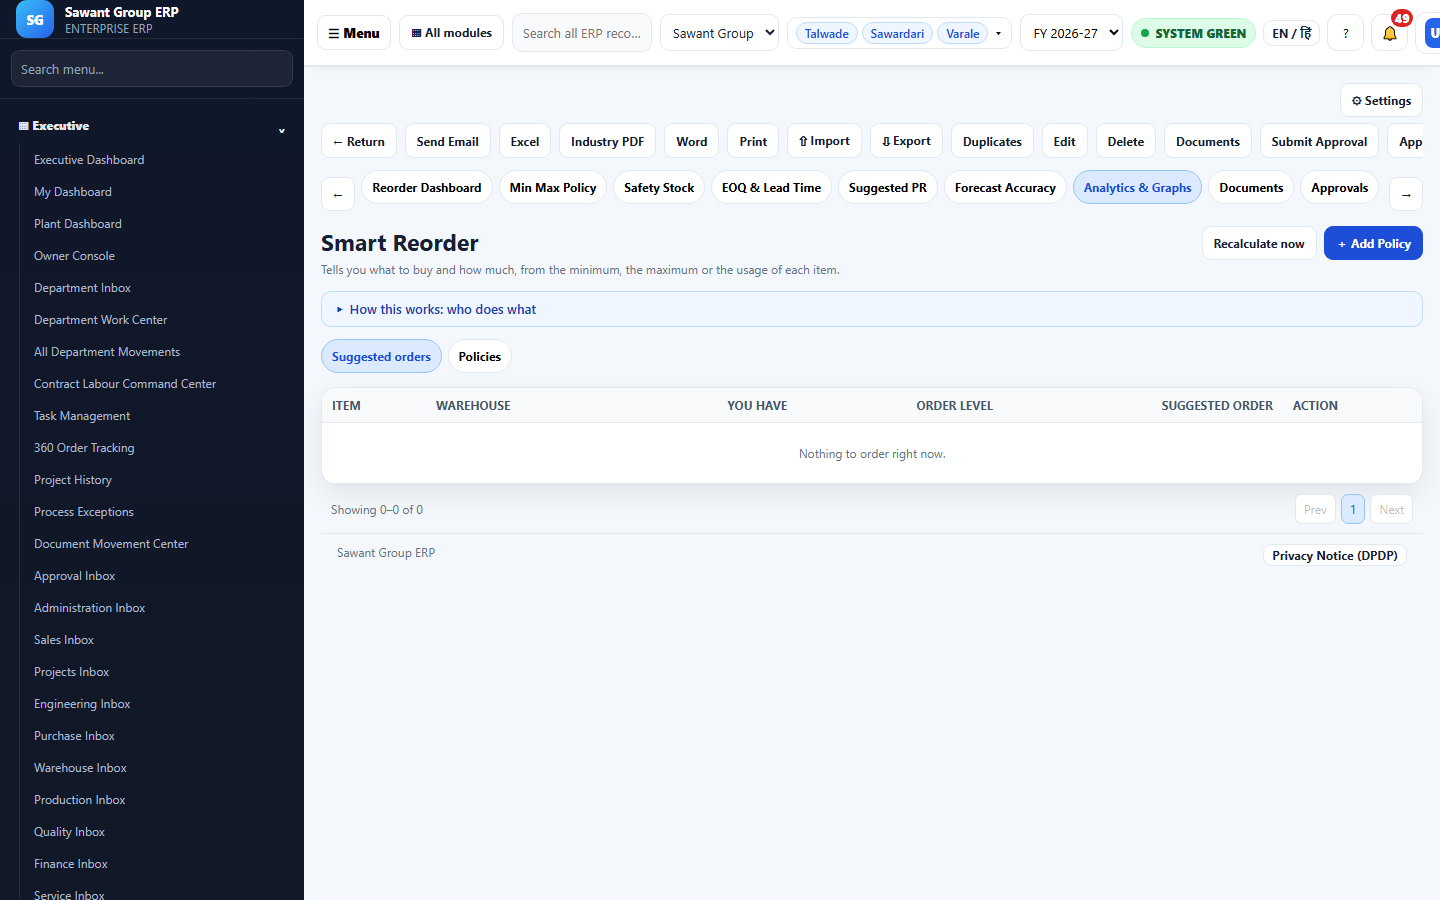 SG
Sawant Group ERP
ENTERPRISE ERP
☰ Menu
All modules
Search all ERP reco...
Sawant Group
Talwade
Sawardari
Varale
FY 2026-27
SYSTEM GREEN
EN / हिं
?
49
U
Search menu...
Executive
Executive Dashboard
My Dashboard
Plant Dashboard
Owner Console
Department Inbox
Department Work Center
All Department Movements
Contract Labour Command Center
Task Management
360 Order Tracking
Project History
Process Exceptions
Document Movement Center
Approval Inbox
Administration Inbox
Sales Inbox
Projects Inbox
Engineering Inbox
Purchase Inbox
Warehouse Inbox
Production Inbox
Quality Inbox
Finance Inbox
Service Inbox
⚙ Settings
← Return
Send Email
Excel
Industry PDF
Word
Print
⇧ Import
⇩ Export
Duplicates
Edit
Delete
Documents
Submit Approval
App
←
Reorder Dashboard
Min Max Policy
Safety Stock
EOQ & Lead Time
Suggested PR
Forecast Accuracy
Analytics & Graphs
Documents
Approvals
→
Smart Reorder
Recalculate now
+ Add Policy
Tells you what to buy and how much, from the minimum, the maximum or the usage of each item.
▸ How this works: who does what
Suggested orders
Policies
ITEM WAREHOUSE YOU HAVE ORDER LEVEL SUGGESTED ORDER ACTION
Nothing to order right now.
Showing 0–0 of 0
Prev
1
Next
Sawant Group ERP
Privacy Notice (DPDP)